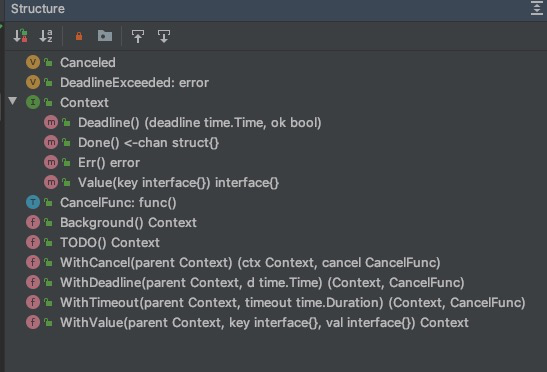 Structure
Canceled
DeadlineExceeded: error
Context
Deadline() (deadline time.Time, ok bool)
Done() <-chan struct{}
Err() error
Value(key interface{}) interface{}
CancelFunc: func()
Background() Context
TODO() Context
WithCancel(parent Context) (ctx Context, cancel CancelFunc)
WithDeadline(parent Context, d time.Time) (Context, CancelFunc)
WithTimeout(parent Context, timeout time.Duration) (Context, CancelFunc)
WithValue(parent Context, key interface{}, val interface{}) Context